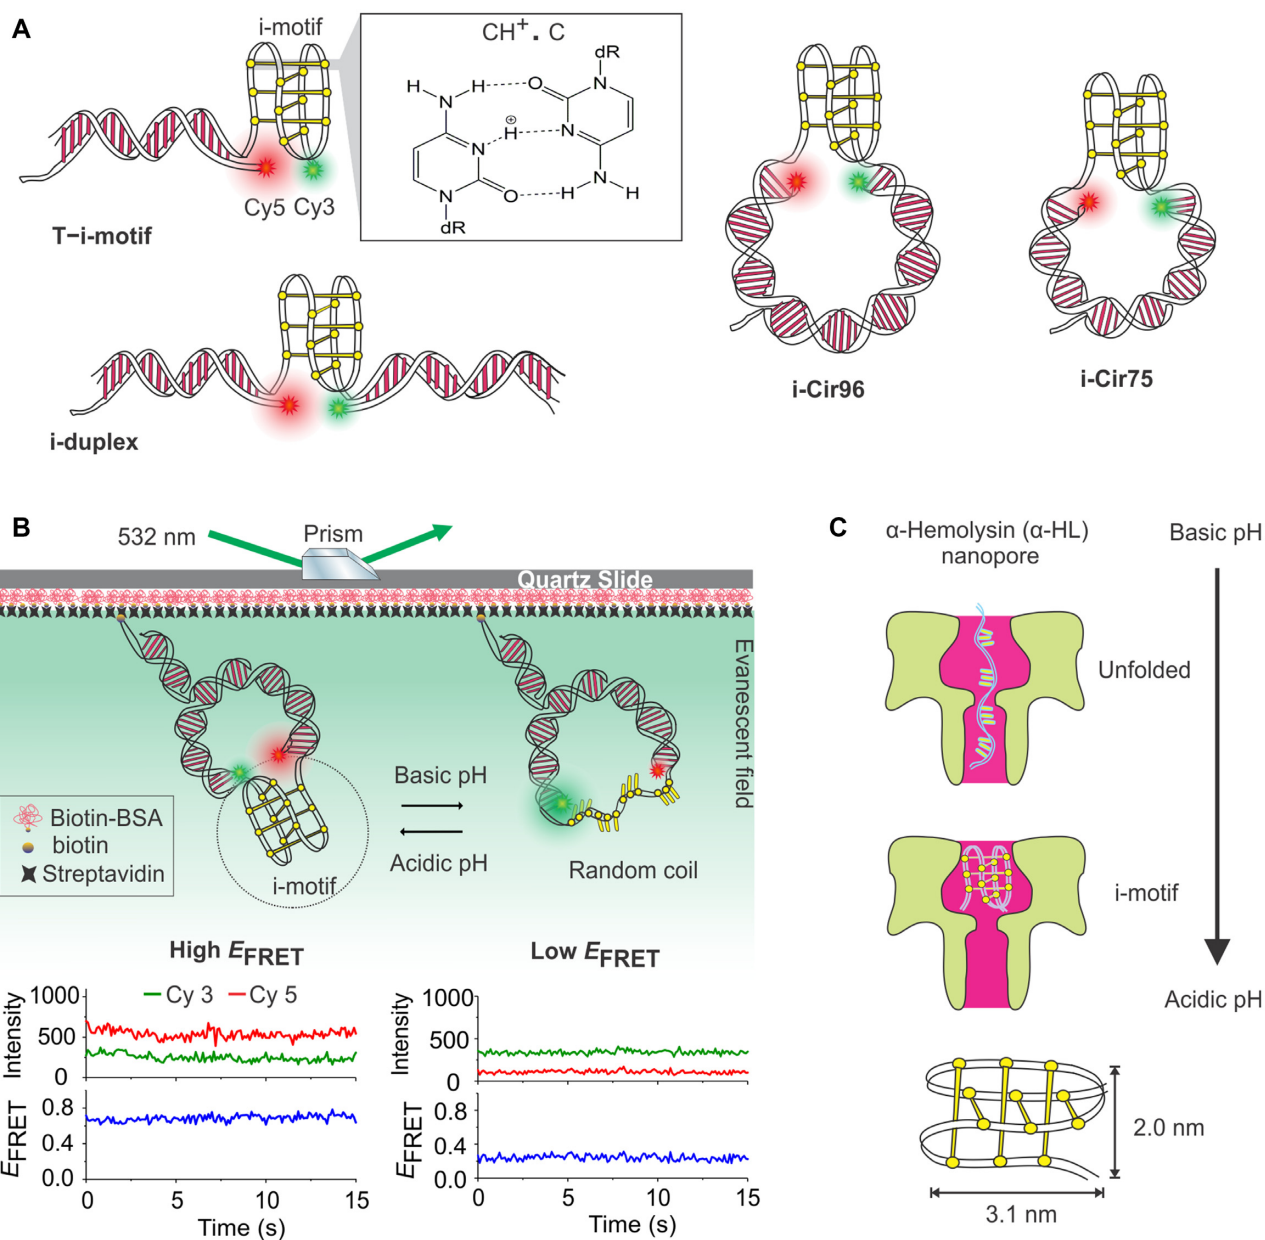 A
i-motif
CH⁺. C
dR
H
H
O
N
N
⊕
H
N
N
N
O
H
N
H
dR
Cy5 Cy3
T–i-motif
i-duplex
i-Cir96
i-Cir75
B
532 nm
Prism
Quartz Slide
Evanescent field
Basic pH
Acidic pH
Biotin-BSA
biotin
Streptavidin
i-motif
Random coil
High EFRET
Low EFRET
Cy 3 Cy 5
Intensity
1000
500
0
EFRET
0.8
0.4
0.0
0 5 10 15
Time (s)
Intensity
1000
500
0
EFRET
0.8
0.4
0.0
0 5 10 15
Time (s)
C
α-Hemolysin (α-HL)
nanopore
Basic pH
Unfolded
i-motif
Acidic pH
2.0 nm
3.1 nm